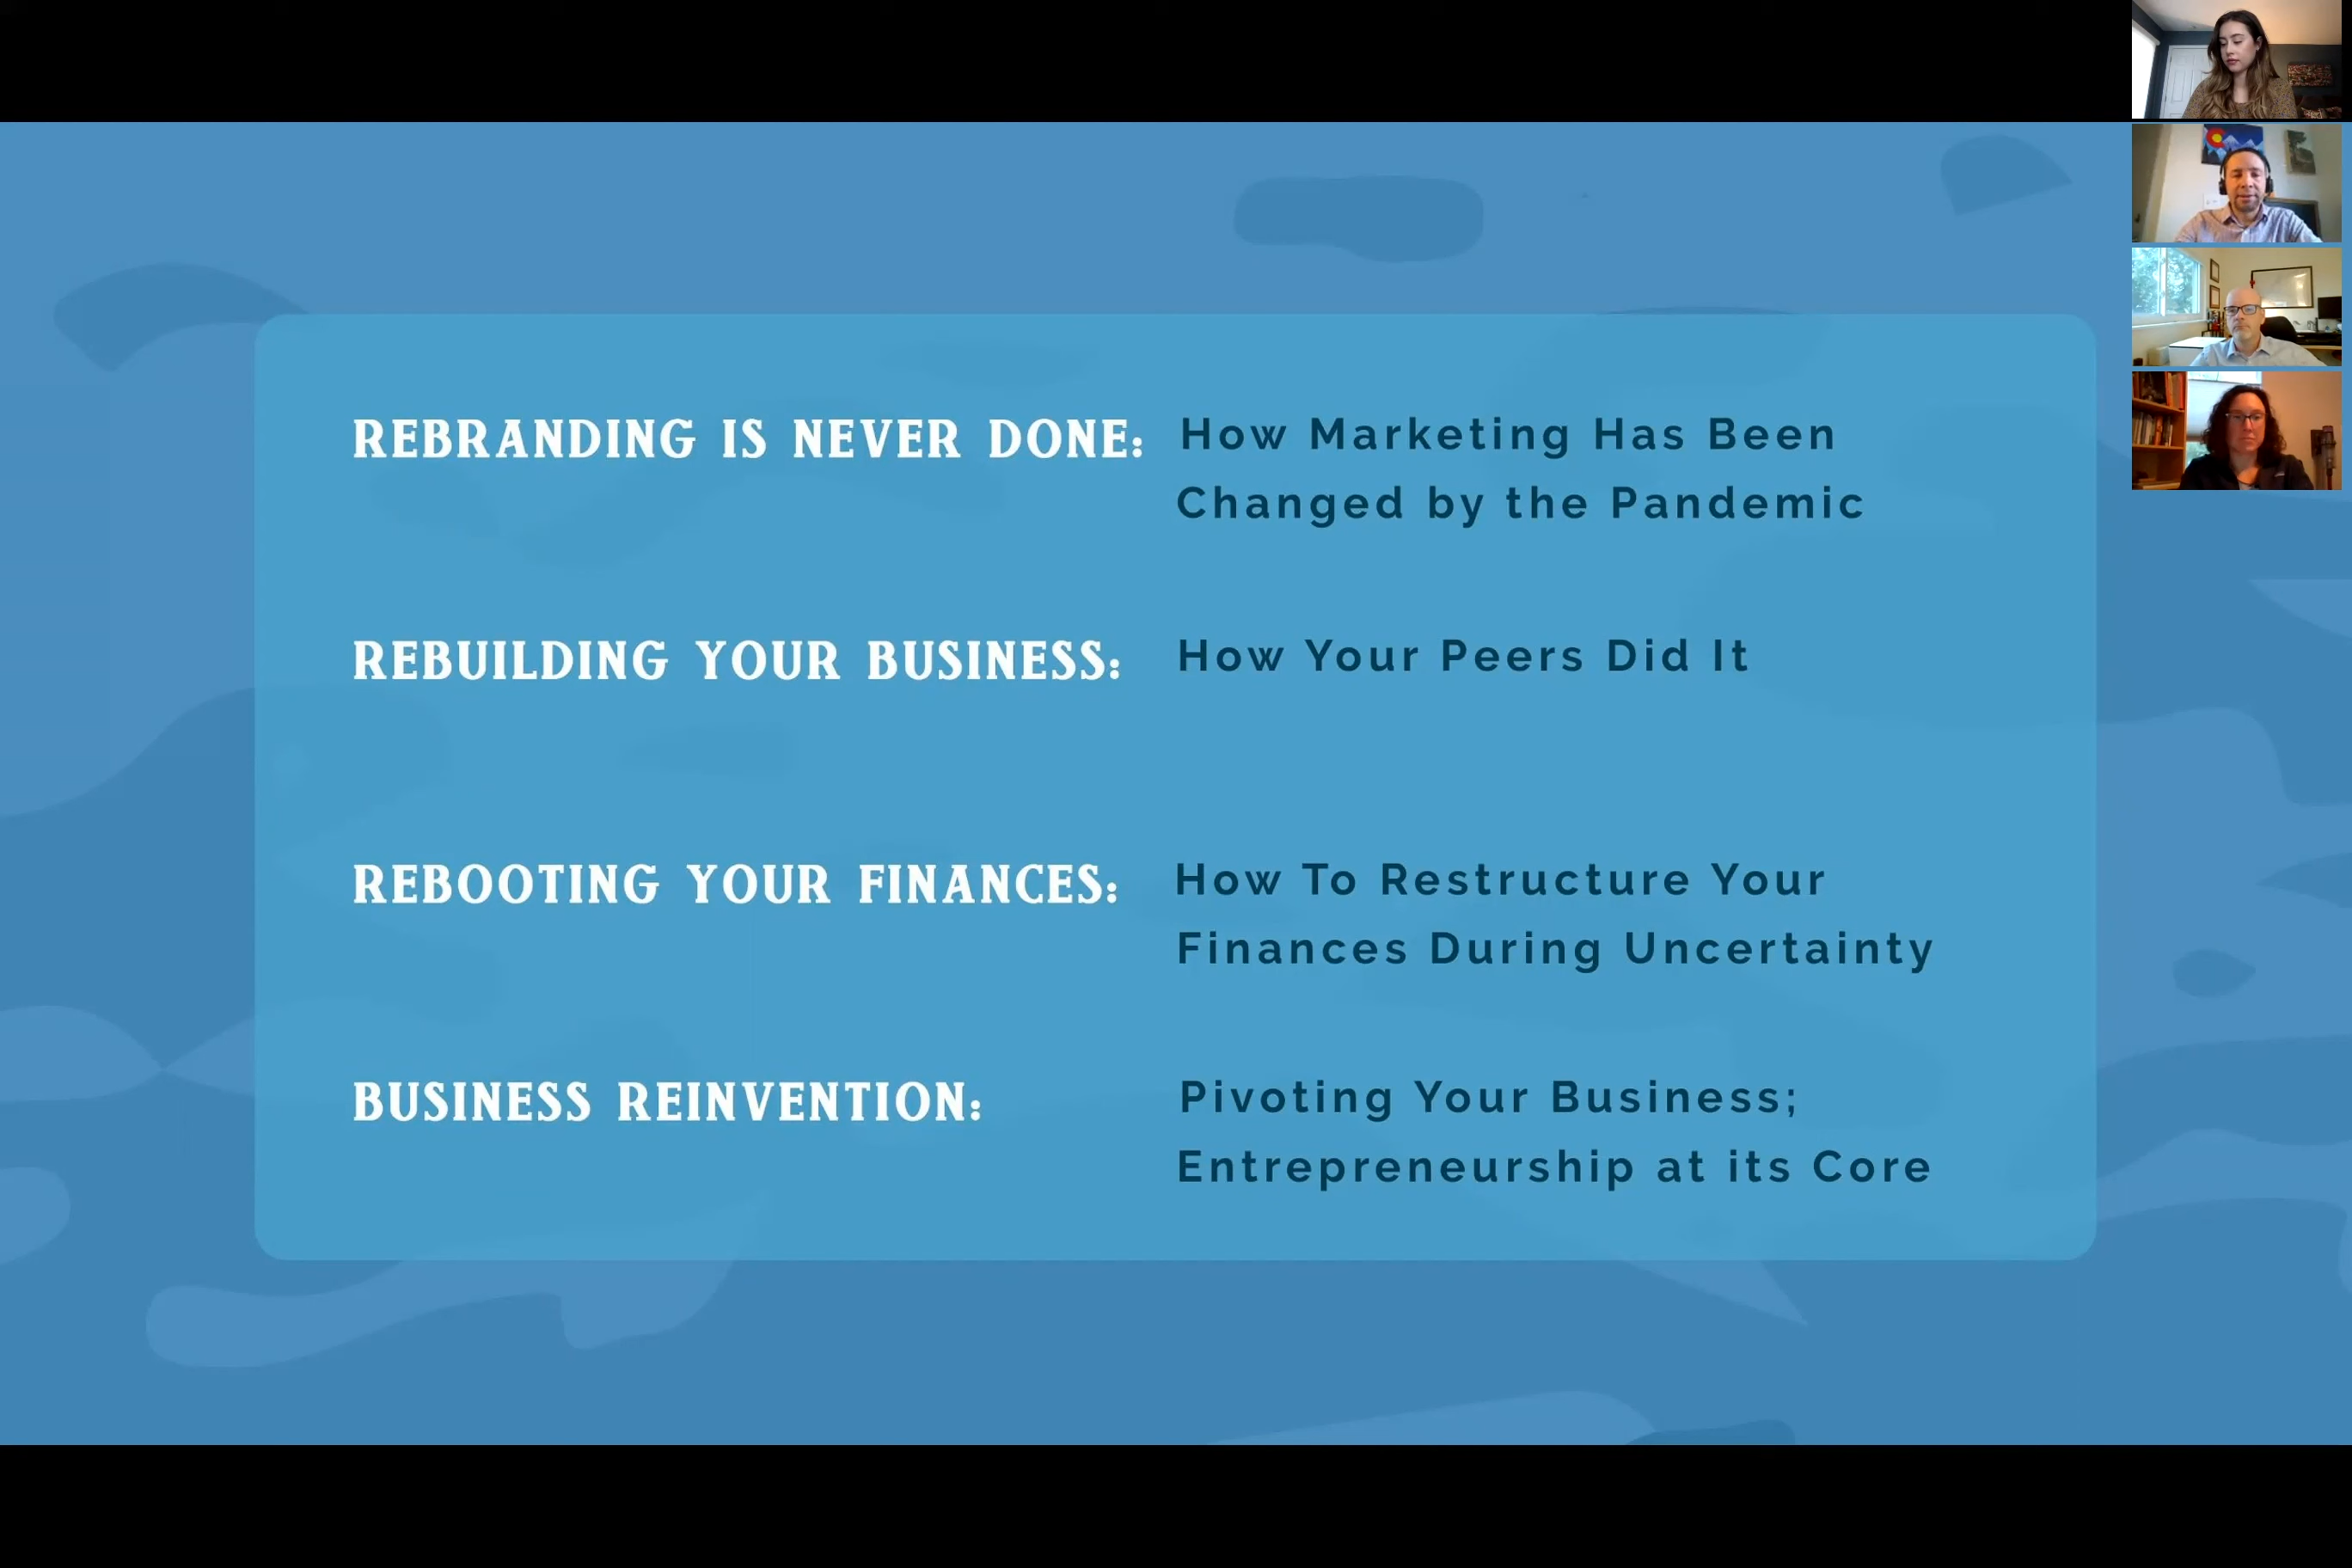 REBRANDING IS NEVER DONE: How Marketing Has Been
Changed by the Pandemic
REBUILDING YOUR BUSINESS: How Your Peers Did It
REBOOTING YOUR FINANCES: How To Restructure Your
Finances During Uncertainty
BUSINESS REINVENTION: Pivoting Your Business;
Entrepreneurship at its Core